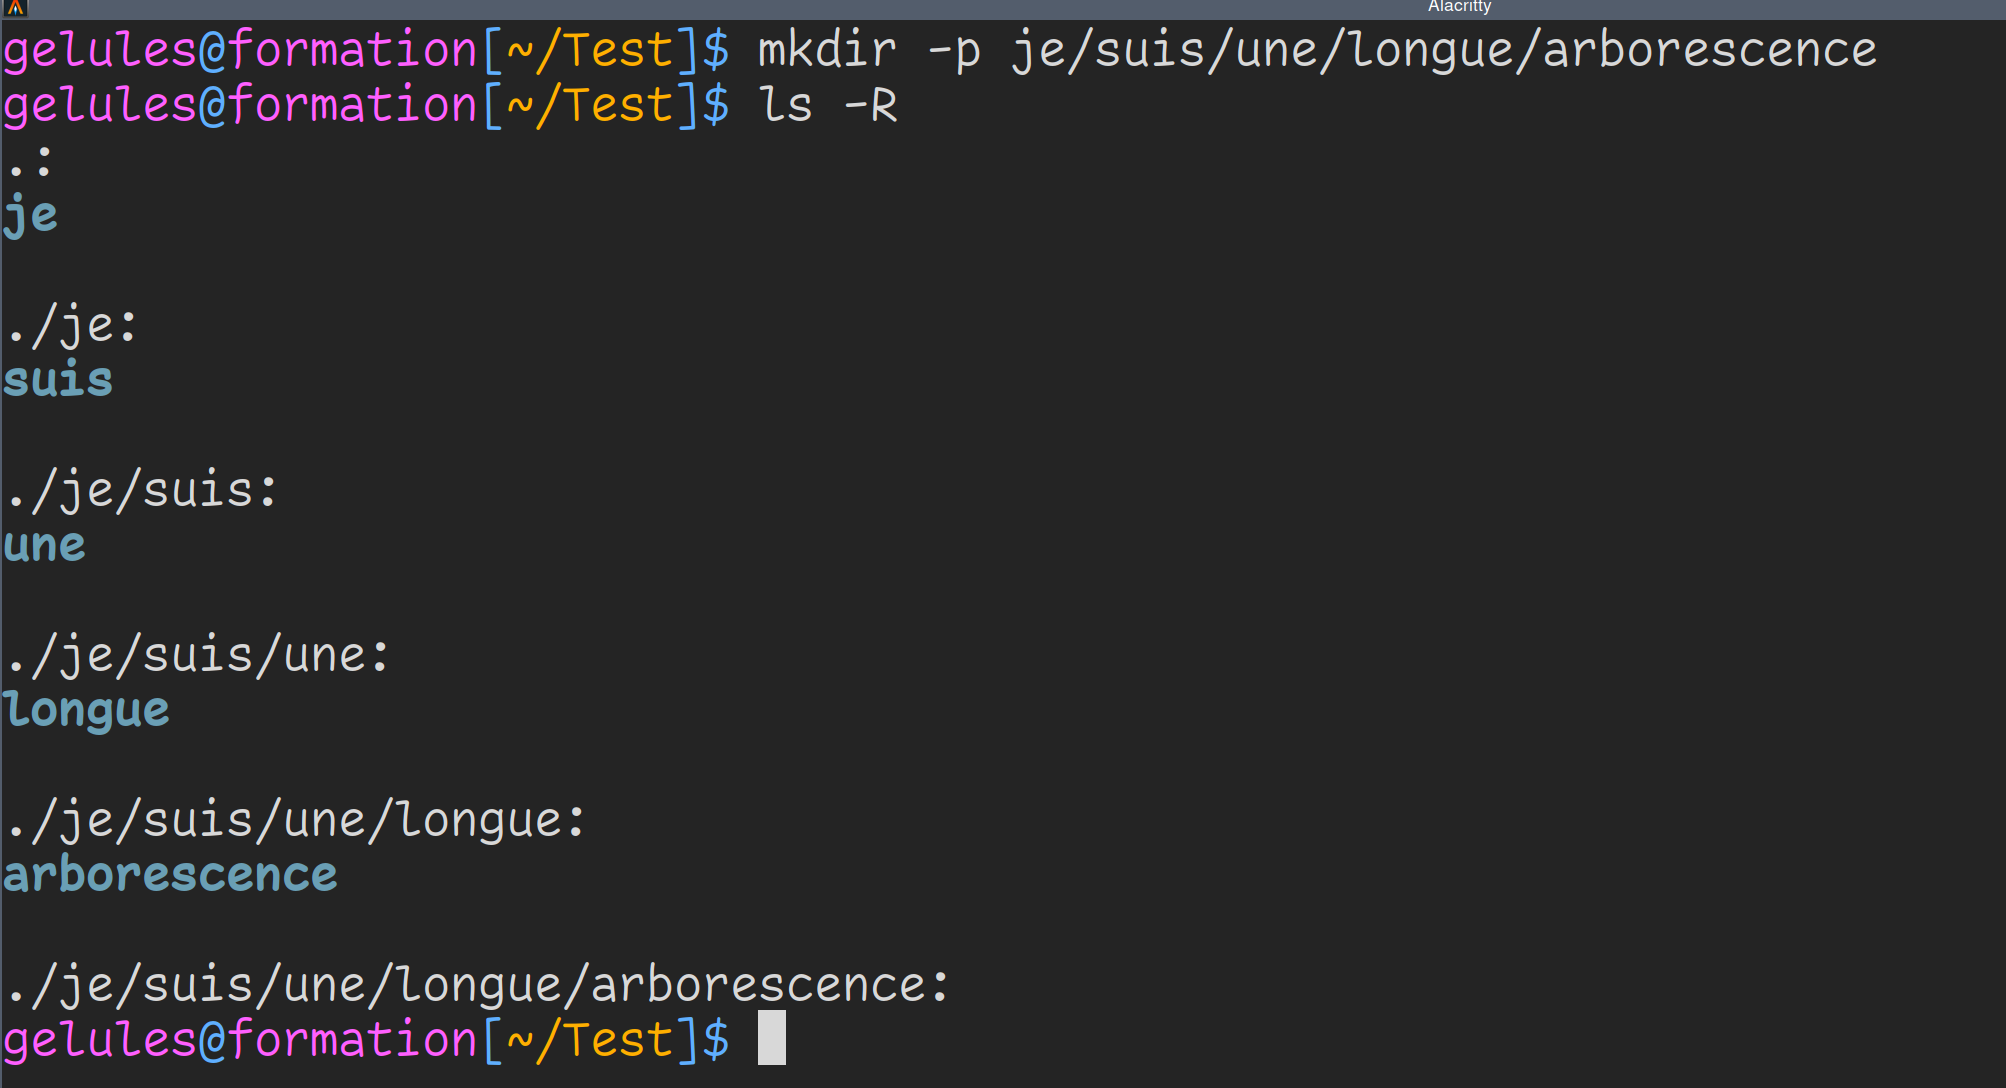 Alacritty
gelules@formation[~/Test]$ mkdir -p je/suis/une/longue/arborescence
gelules@formation[~/Test]$ ls -R
.:
je
./je:
suis
./je/suis:
une
./je/suis/une:
longue
./je/suis/une/longue:
arborescence
./je/suis/une/longue/arborescence:
gelules@formation[~/Test]$